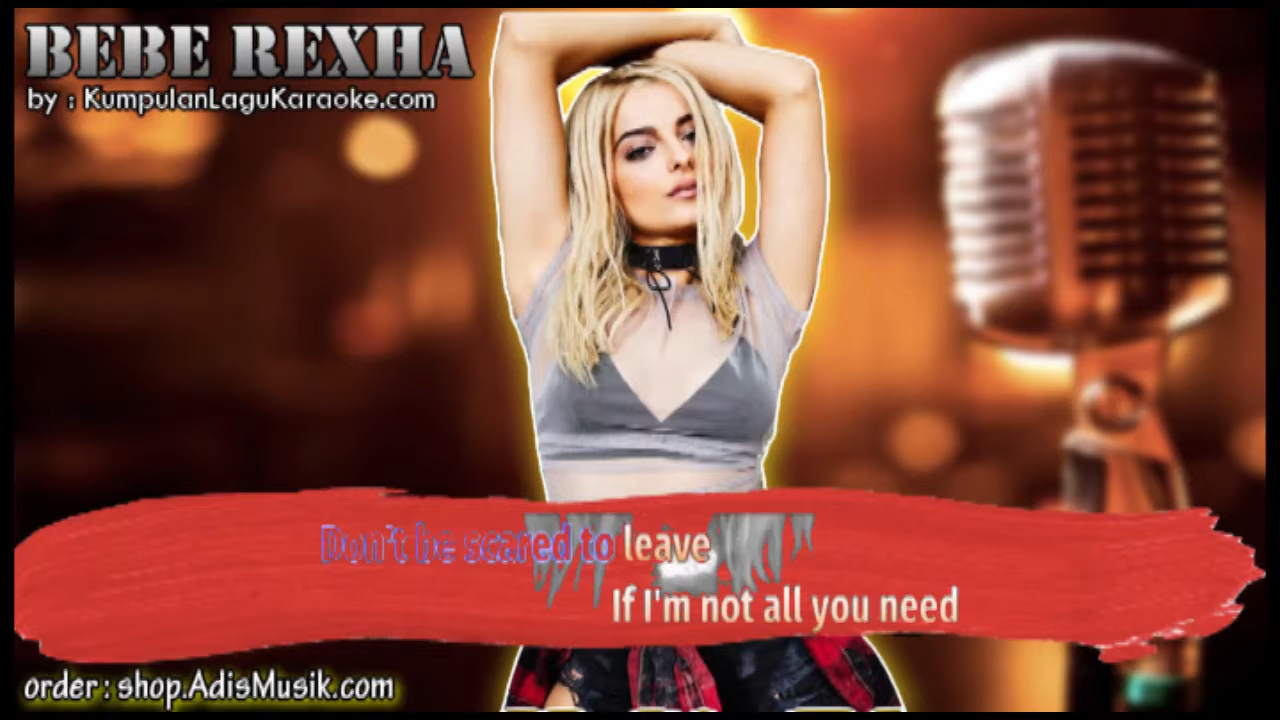 BEBE REXHA
by : KumpulanLaguKaraoke.com
Don't be scared to leave
If I'm not all you need
order : shop.AdisMusik.com